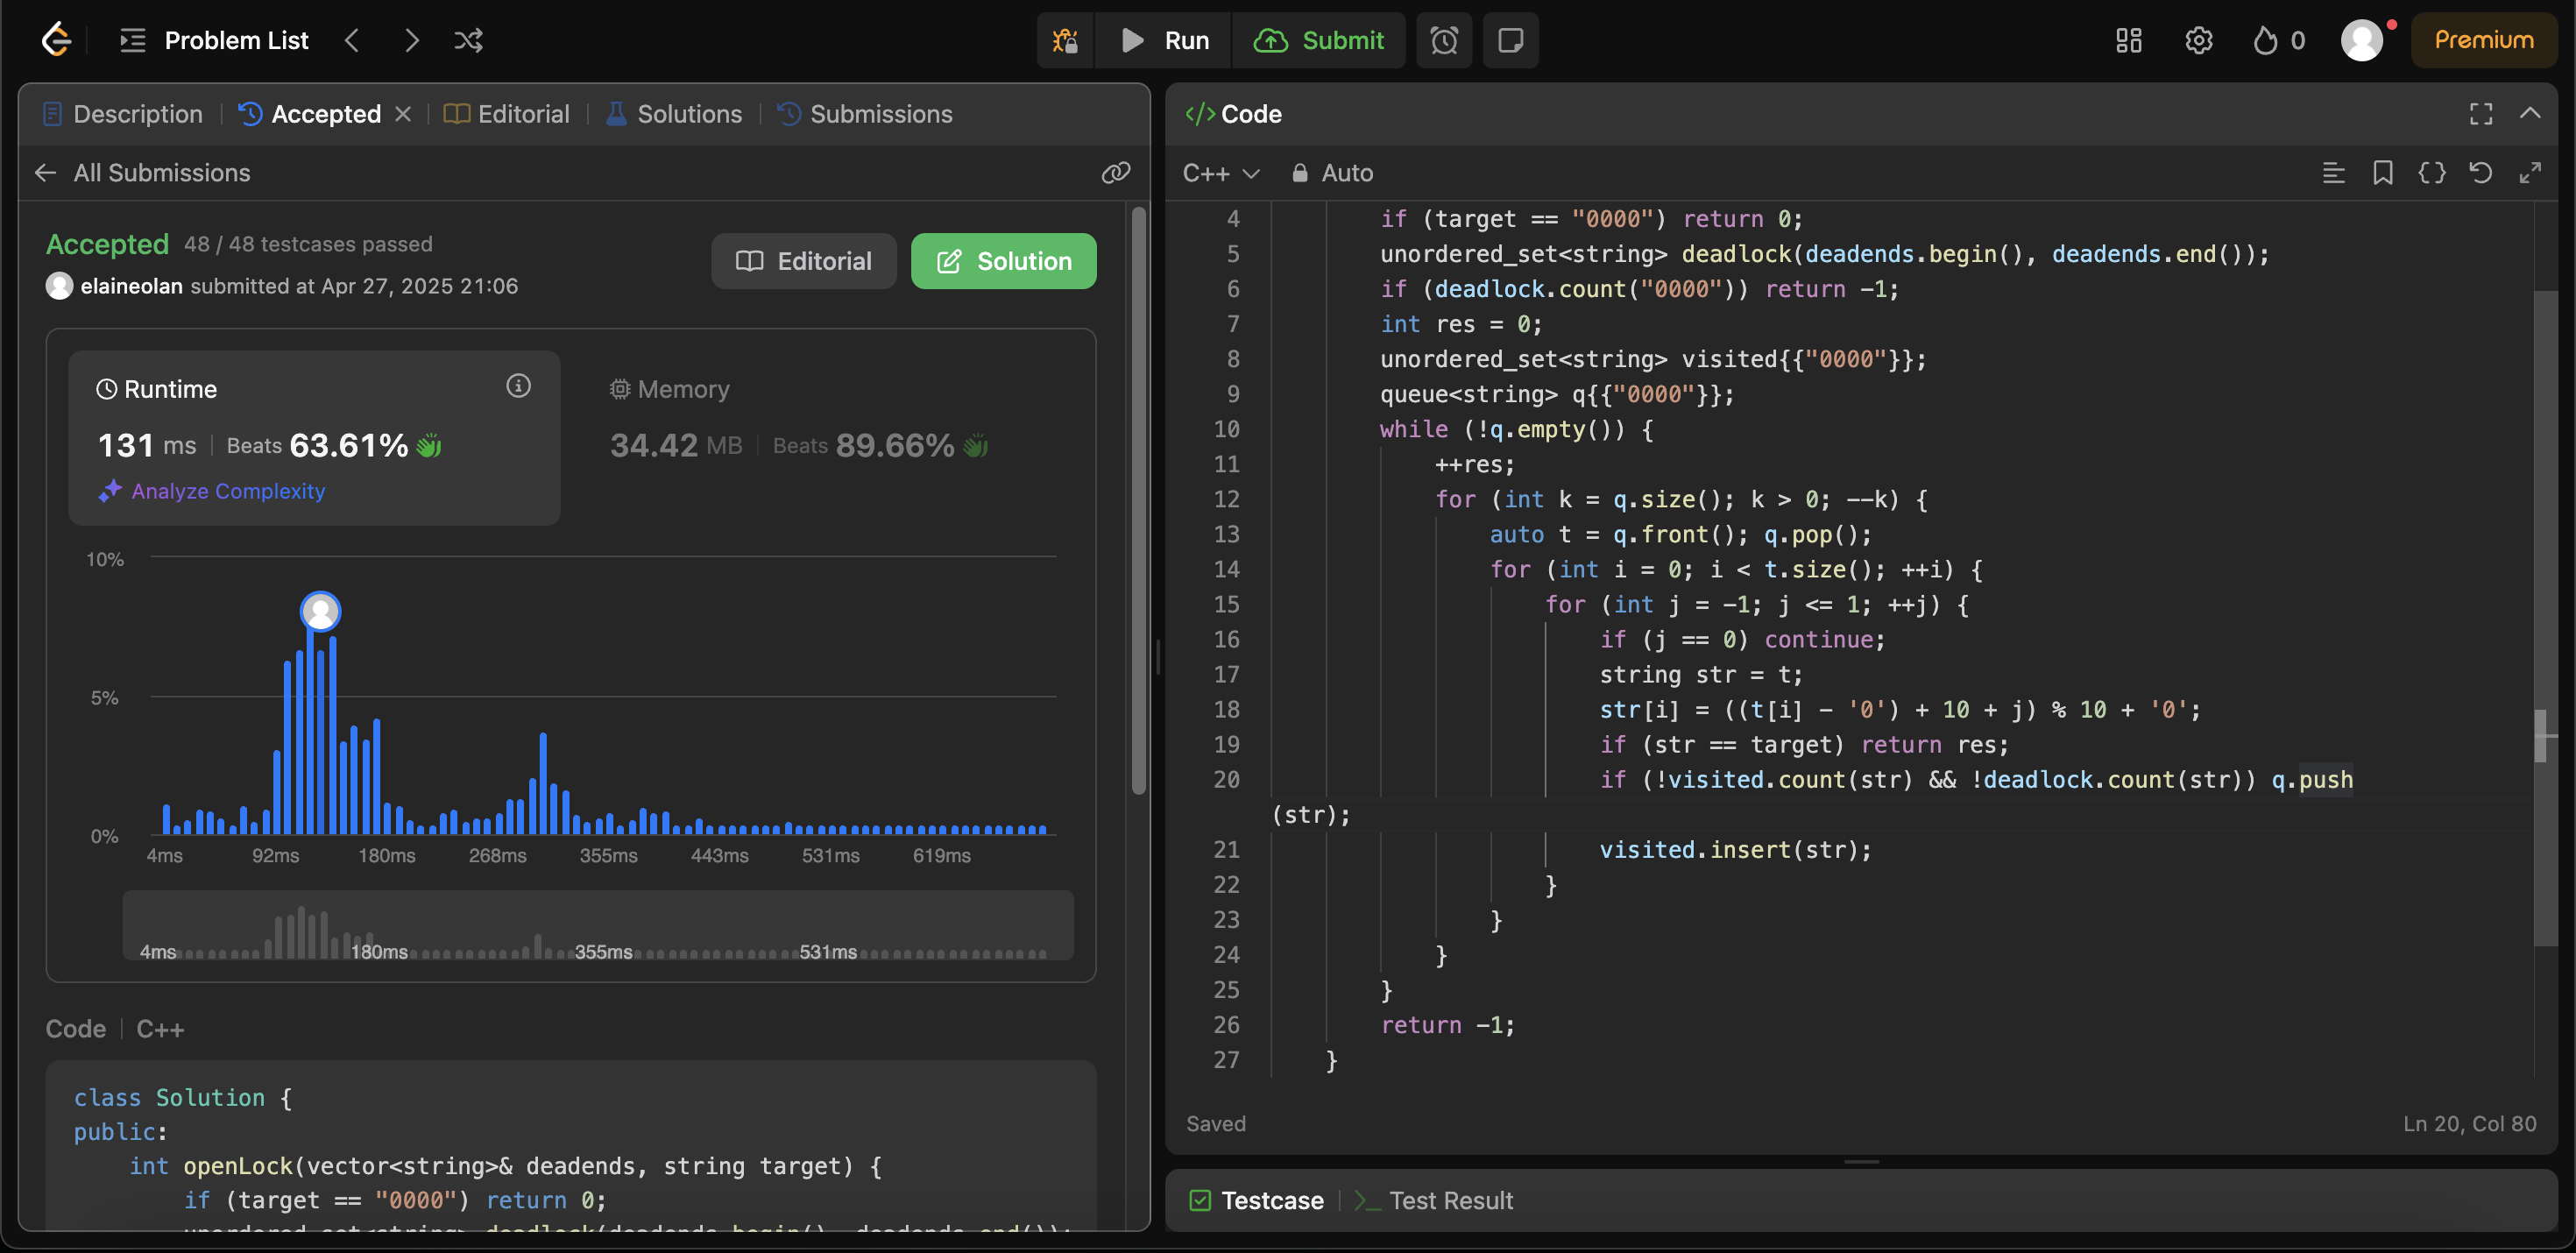 Problem List
Run
Submit
0
Premium
Description
Accepted
Editorial
Solutions
Submissions
All Submissions
Accepted 48 / 48 testcases passed
elaineolan submitted at Apr 27, 2025 21:06
Editorial
Solution
Runtime
131 ms | Beats 63.61%
Analyze Complexity
Memory
34.42 MB | Beats 89.66%
10%
5%
0%
4ms 92ms 180ms 268ms 355ms 443ms 531ms 619ms
4ms 180ms 355ms 531ms
Code | C++
class Solution {
public:
    int openLock(vector<string>& deadends, string target) {
        if (target == "0000") return 0;
        unordered_set<string> deadlock(deadends.begin(), deadends.end());
</> Code
C++ Auto
4 if (target == "0000") return 0;
5 unordered_set<string> deadlock(deadends.begin(), deadends.end());
6 if (deadlock.count("0000")) return -1;
7 int res = 0;
8 unordered_set<string> visited{{"0000"}};
9 queue<string> q{{"0000"}};
10 while (!q.empty()) {
11 ++res;
12 for (int k = q.size(); k > 0; --k) {
13 auto t = q.front(); q.pop();
14 for (int i = 0; i < t.size(); ++i) {
15 for (int j = -1; j <= 1; ++j) {
16 if (j == 0) continue;
17 string str = t;
18 str[i] = ((t[i] - '0') + 10 + j) % 10 + '0';
19 if (str == target) return res;
20 if (!visited.count(str) && !deadlock.count(str)) q.push
(str);
21 visited.insert(str);
22 }
23 }
24 }
25 }
26 return -1;
27 }
Saved
Ln 20, Col 80
Testcase
Test Result